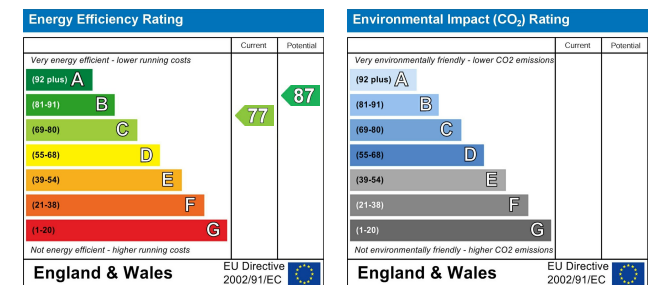 Energy Efficiency Rating
Current Potential
Very energy efficient - lower running costs
(92 plus) A
(81-91) B
(69-80) C
(55-68) D
(39-54) E
(21-38) F
(1-20) G
77
87
Not energy efficient - higher running costs
England & Wales
EU Directive
2002/91/EC
Environmental Impact (CO₂) Rating
Current Potential
Very environmentally friendly - lower CO2 emissions
(92 plus) A
(81-91) B
(69-80) C
(55-68) D
(39-54) E
(21-38) F
(1-20) G
Not environmentally friendly - higher CO2 emissions
England & Wales
EU Directive
2002/91/EC